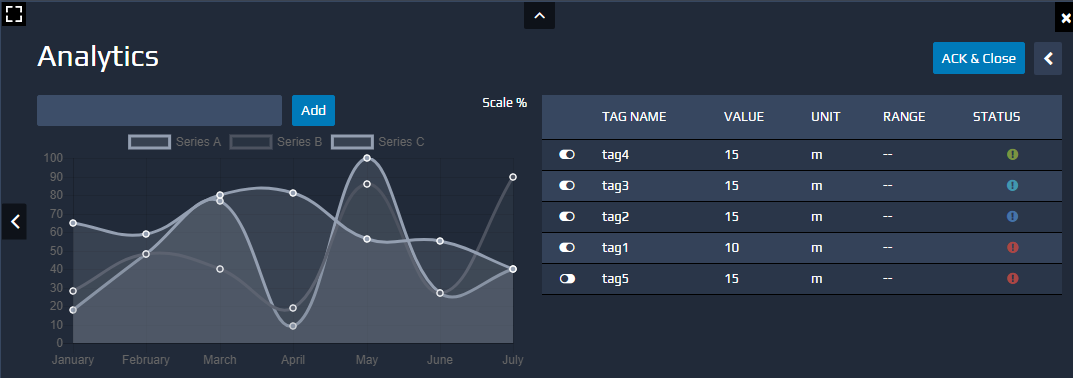 Analytics
ACK & Close
Add
Scale %
Series A Series B Series C
100
90
80
70
60
50
40
30
20
10
0
January February March April May June July
TAG NAME VALUE UNIT RANGE STATUS
tag4 15 m --
tag3 15 m --
tag2 15 m --
tag1 10 m --
tag5 15 m --